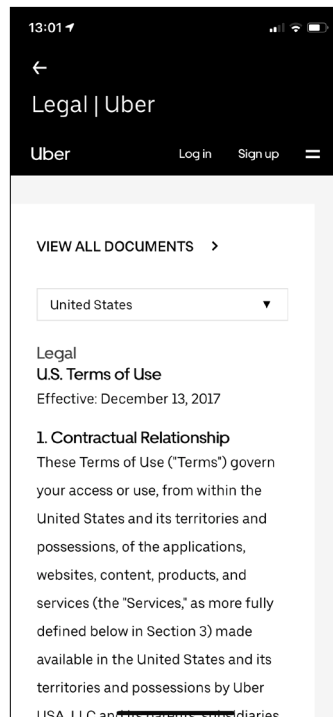 13:01
Legal | Uber
Uber Log in Sign up
VIEW ALL DOCUMENTS
United States
Legal
U.S. Terms of Use
Effective: December 13, 2017
1. Contractual Relationship
These Terms of Use ("Terms") govern
your access or use, from within the
United States and its territories and
possessions, of the applications,
websites, content, products, and
services (the "Services," as more fully
defined below in Section 3) made
available in the United States and its
territories and possessions by Uber
USA, LLC and its parents, subsidiaries,